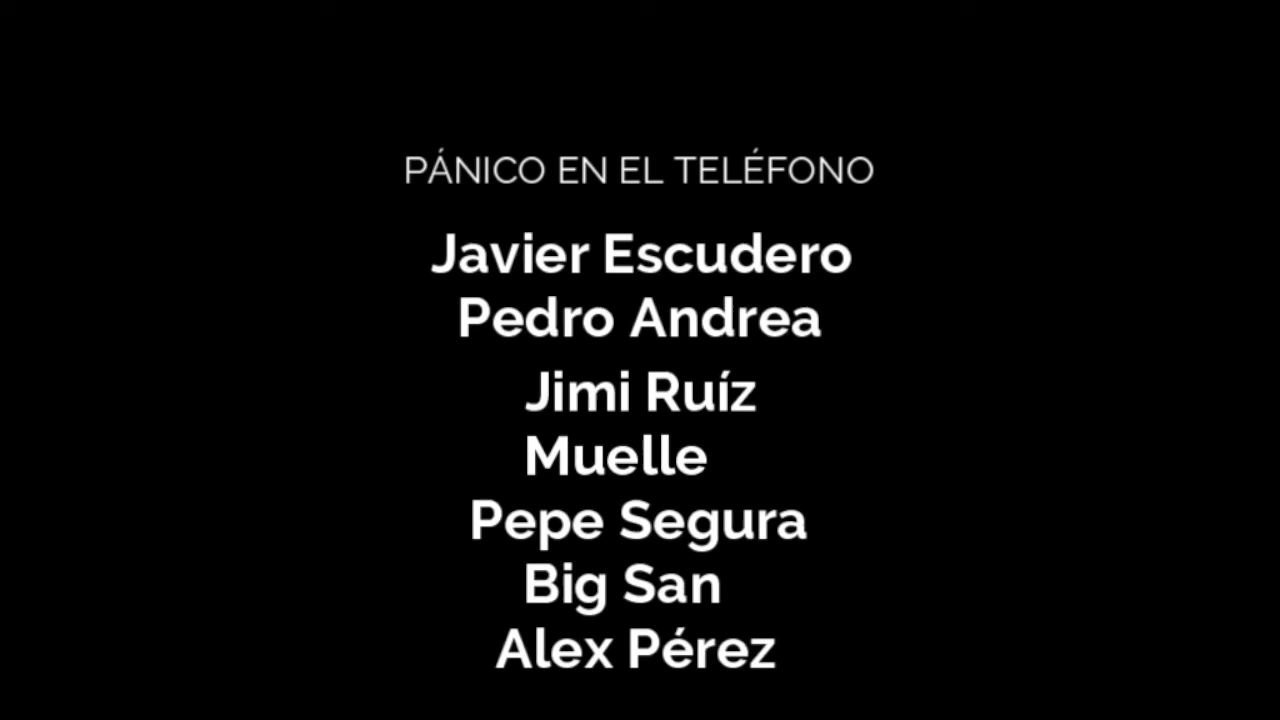 PÁNICO EN EL TELÉFONO
Javier Escudero
Pedro Andrea
Jimi Ruíz
Muelle
Pepe Segura
Big San
Alex Pérez